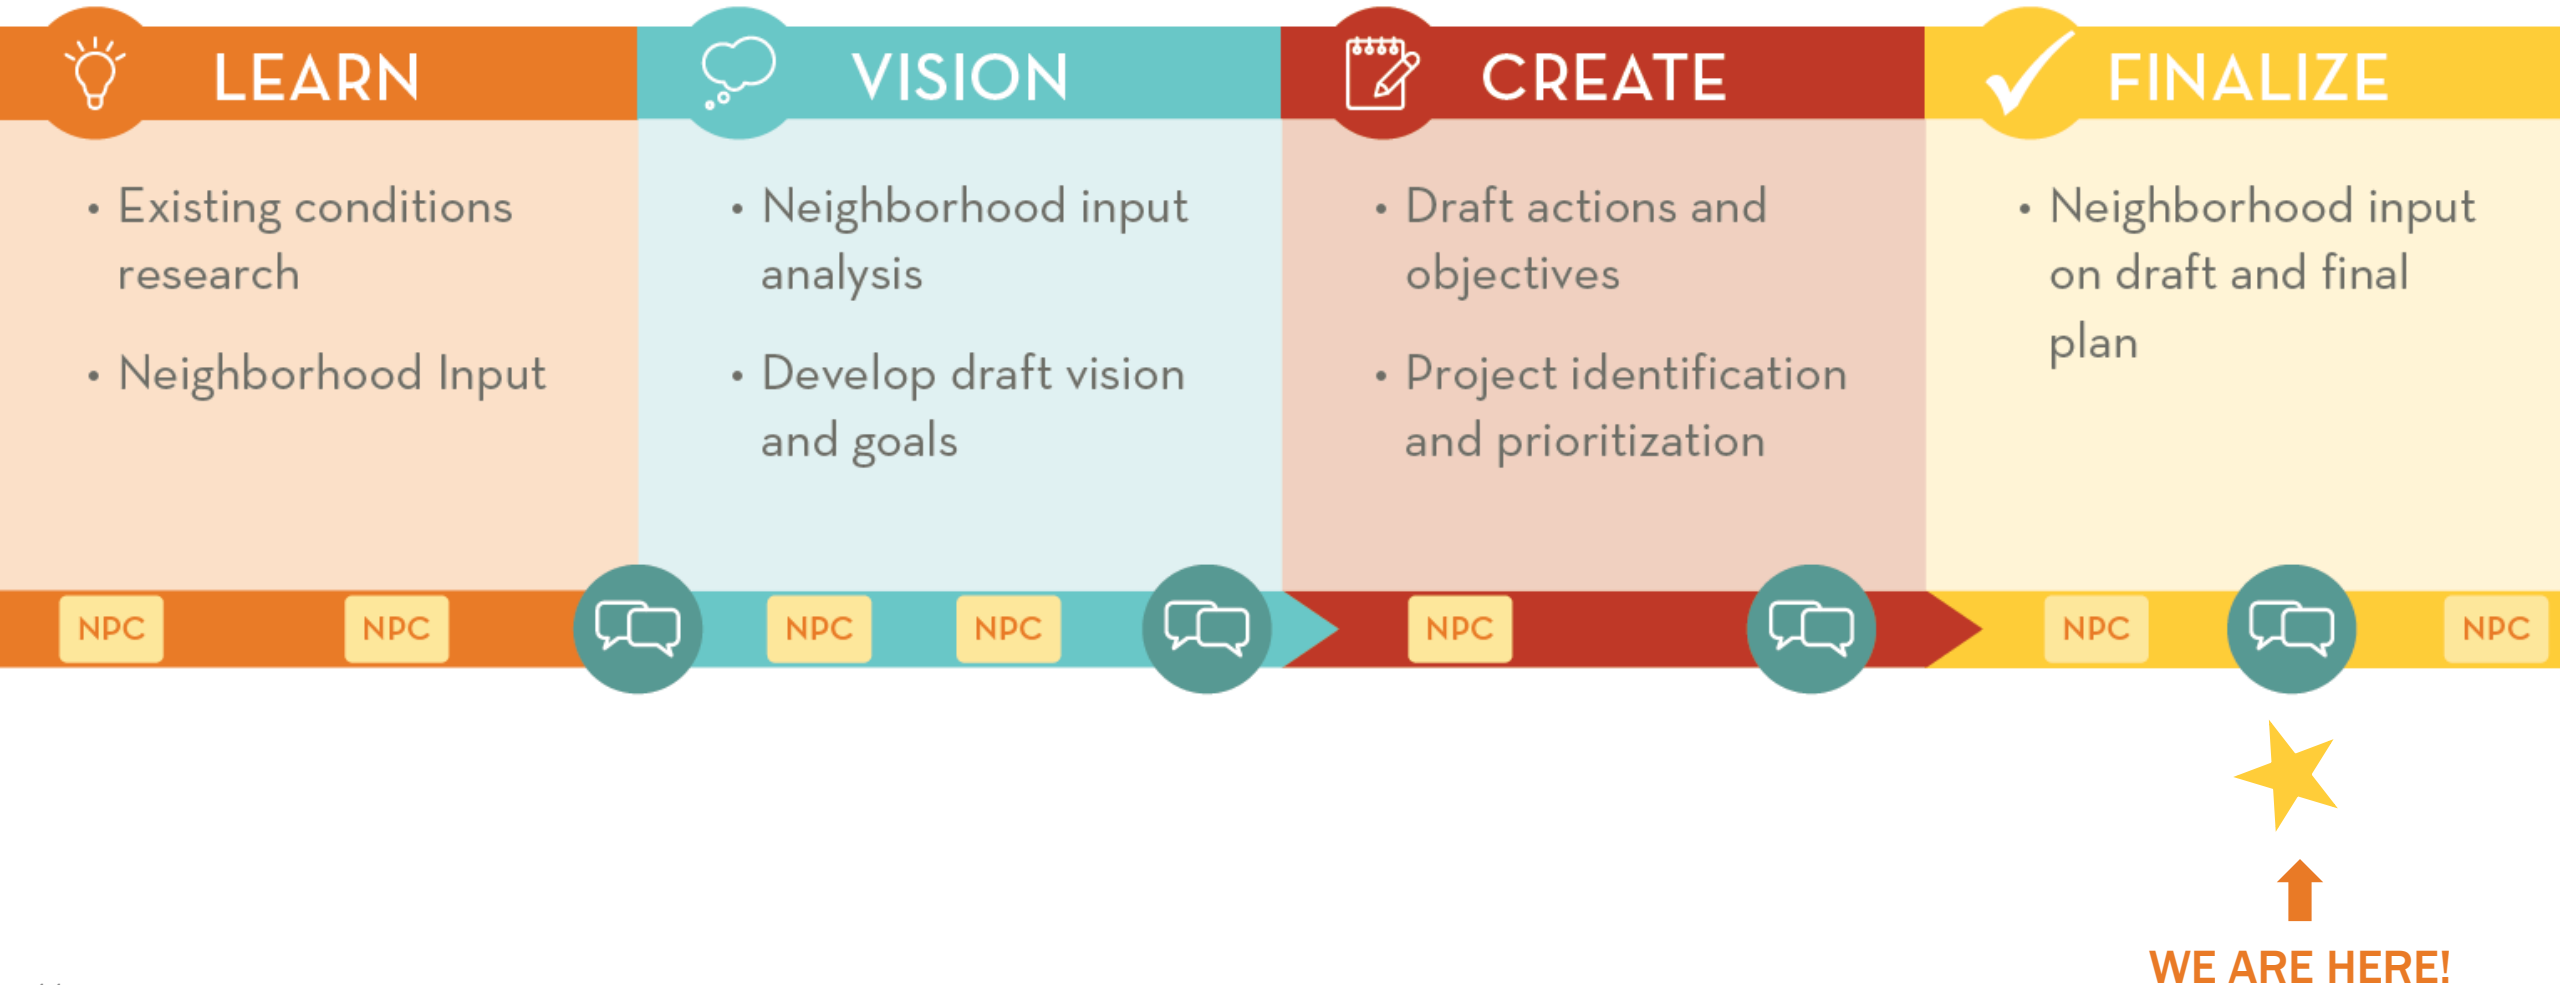 LEARN
• Existing conditions
research
• Neighborhood Input
VISION
• Neighborhood input
analysis
• Develop draft vision
and goals
CREATE
• Draft actions and
objectives
• Project identification
and prioritization
FINALIZE
• Neighborhood input
on draft and final
plan
NPC
NPC
NPC
NPC
NPC
NPC
NPC
WE ARE HERE!